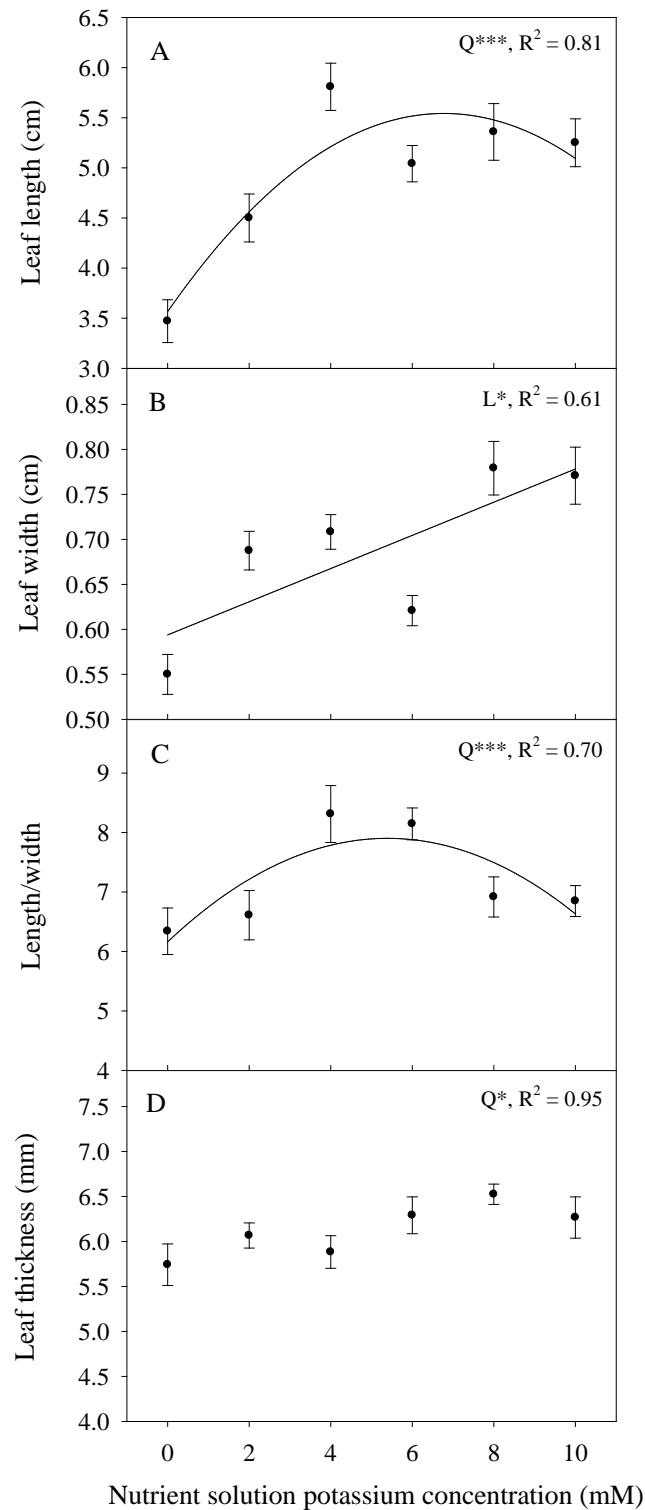 A
Q***, R² = 0.81
Leaf length (cm)
6.5
6.0
5.5
5.0
4.5
4.0
3.5
3.0
B
L*, R² = 0.61
Leaf width (cm)
0.85
0.80
0.75
0.70
0.65
0.60
0.55
0.50
C
Q***, R² = 0.70
Length/width
9
8
7
6
5
4
D
Q*, R² = 0.95
Leaf thickness (mm)
7.5
7.0
6.5
6.0
5.5
5.0
4.5
4.0
0 2 4 6 8 10
Nutrient solution potassium concentration (mM)